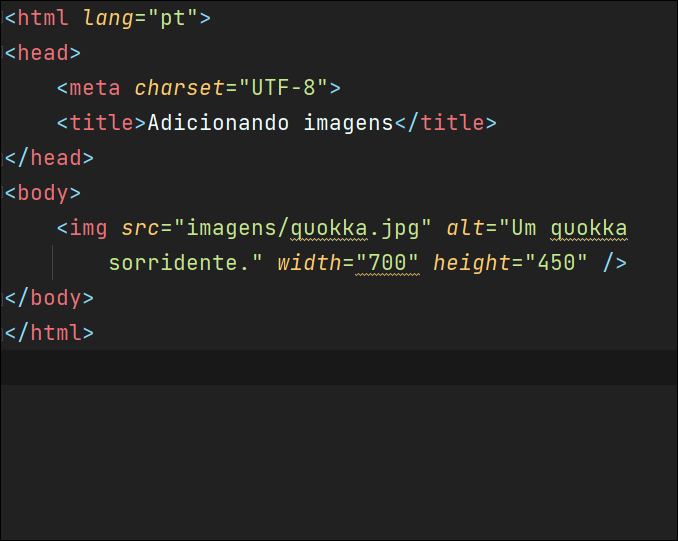 <html lang="pt">
<head>
    <meta charset="UTF-8">
    <title>Adicionando imagens</title>
</head>
<body>
    <img src="imagens/quokka.jpg" alt="Um quokka
        sorridente." width="700" height="450" />
</body>
</html>